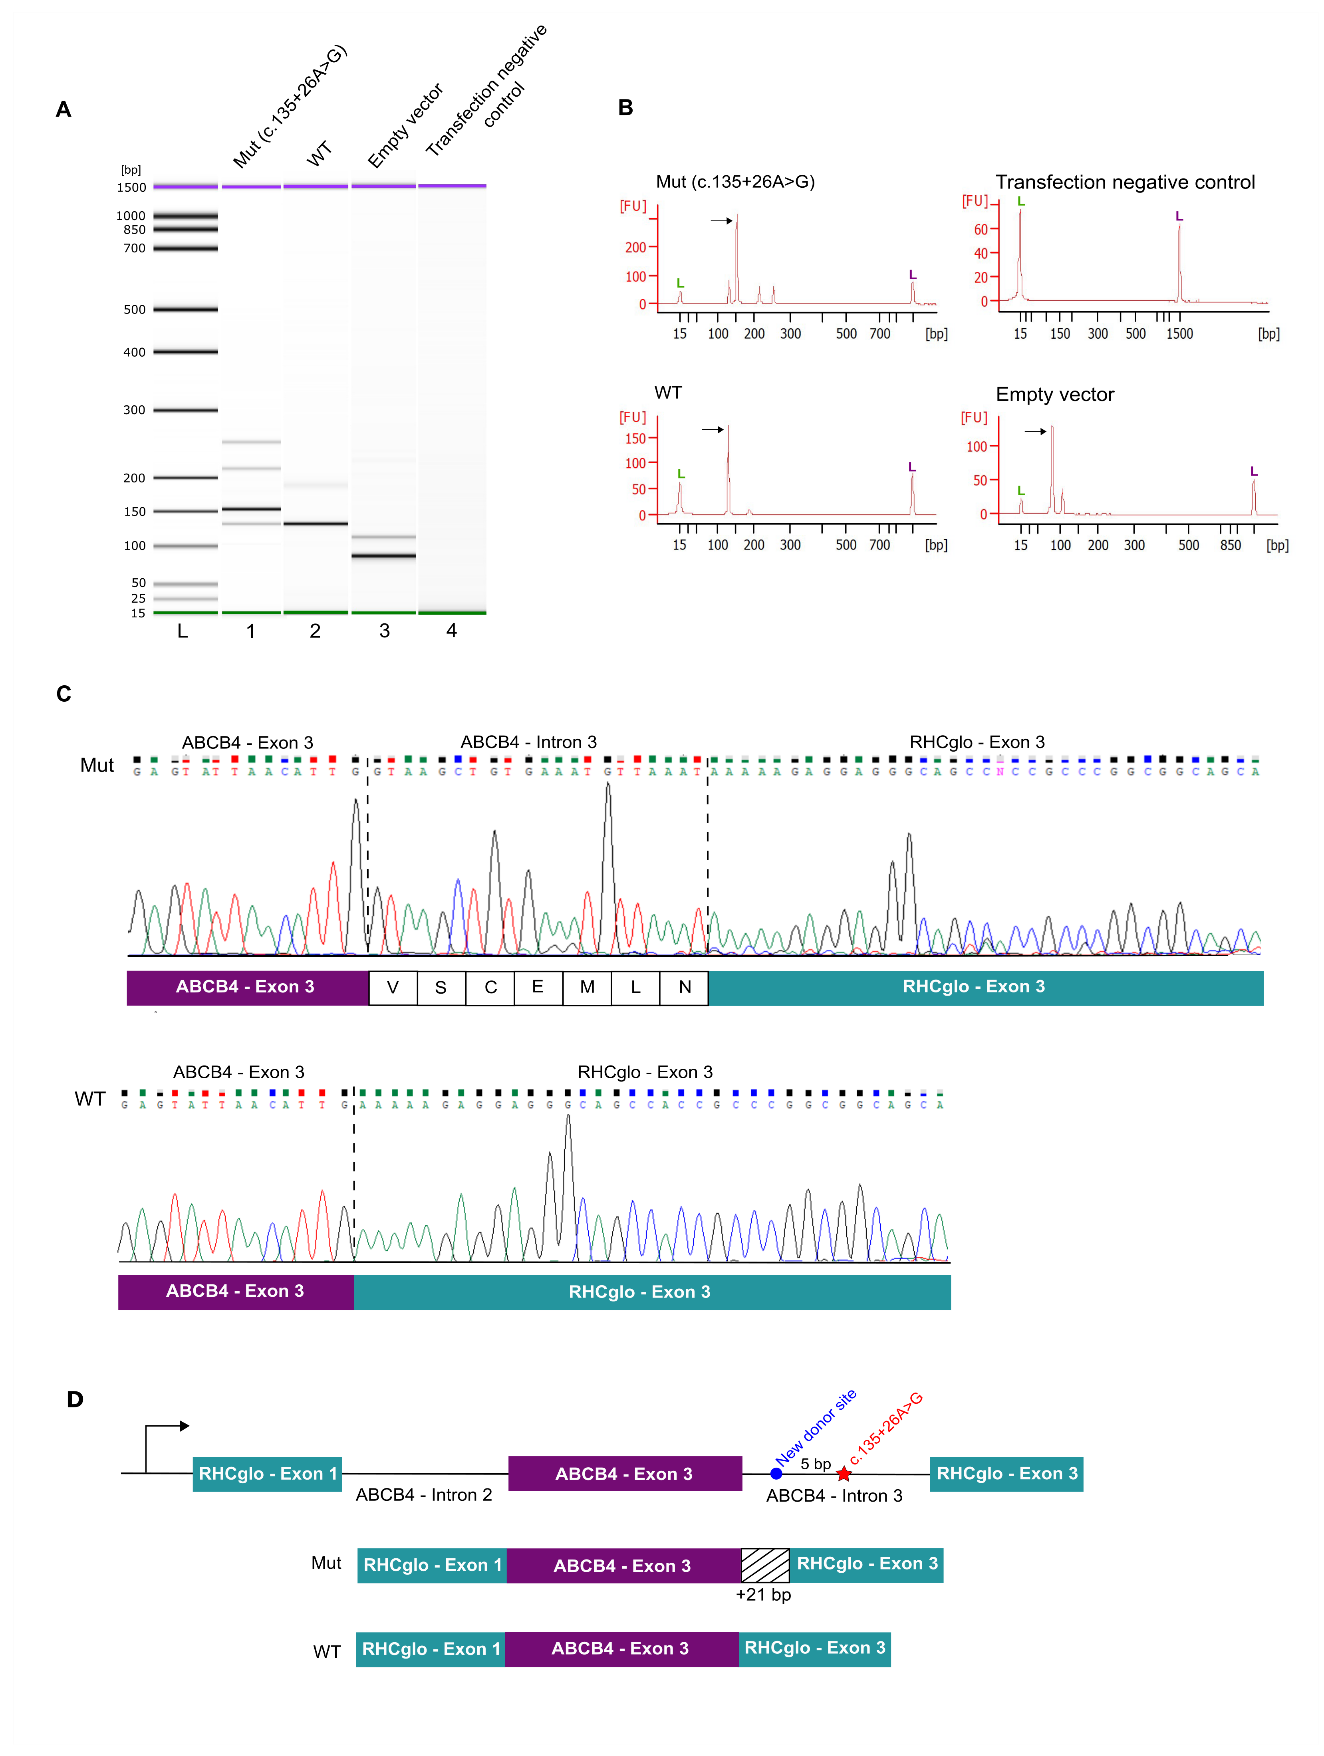 A
Mut (c.135+26A>G)
WT
Empty vector
Transfection negative
control
[bp]
1500
1000
850
700
500
400
300
200
150
100
50
25
15
L 1 2 3 4
B
Mut (c.135+26A>G)
[FU]
200
100
0
L L
15 100 200 300 500 700 [bp]
Transfection negative control
[FU]
60
40
20
0
L L
15 150 300 500 1500 [bp]
WT
[FU]
150
100
50
0
L L
15 100 200 300 500 700 [bp]
Empty vector
[FU]
100
50
0
L L
15 100 200 300 500 850 [bp]
C
ABCB4 - Exon 3 ABCB4 - Intron 3 RHCglo - Exon 3
Mut
G A G T A T T A A C A T T G G T A A G C T G T G A A A T G T T A A A T A A A A A G A G G A G G G C A G C C N C C G C C C G G C G G C A G C A
ABCB4 - Exon 3 V S C E M L N RHCglo - Exon 3
ABCB4 - Exon 3 RHCglo - Exon 3
WT
G A G T A T T A A C A T T G A A A A A G A G G A G G G C A G C C A C C G C C C G G C G G C A G C A
ABCB4 - Exon 3 RHCglo - Exon 3
D
New donor site
c.135+26A>G
5 bp
RHCglo - Exon 1 ABCB4 - Exon 3 RHCglo - Exon 3
ABCB4 - Intron 2 ABCB4 - Intron 3
Mut RHCglo - Exon 1 ABCB4 - Exon 3 RHCglo - Exon 3
+21 bp
WT RHCglo - Exon 1 ABCB4 - Exon 3 RHCglo - Exon 3